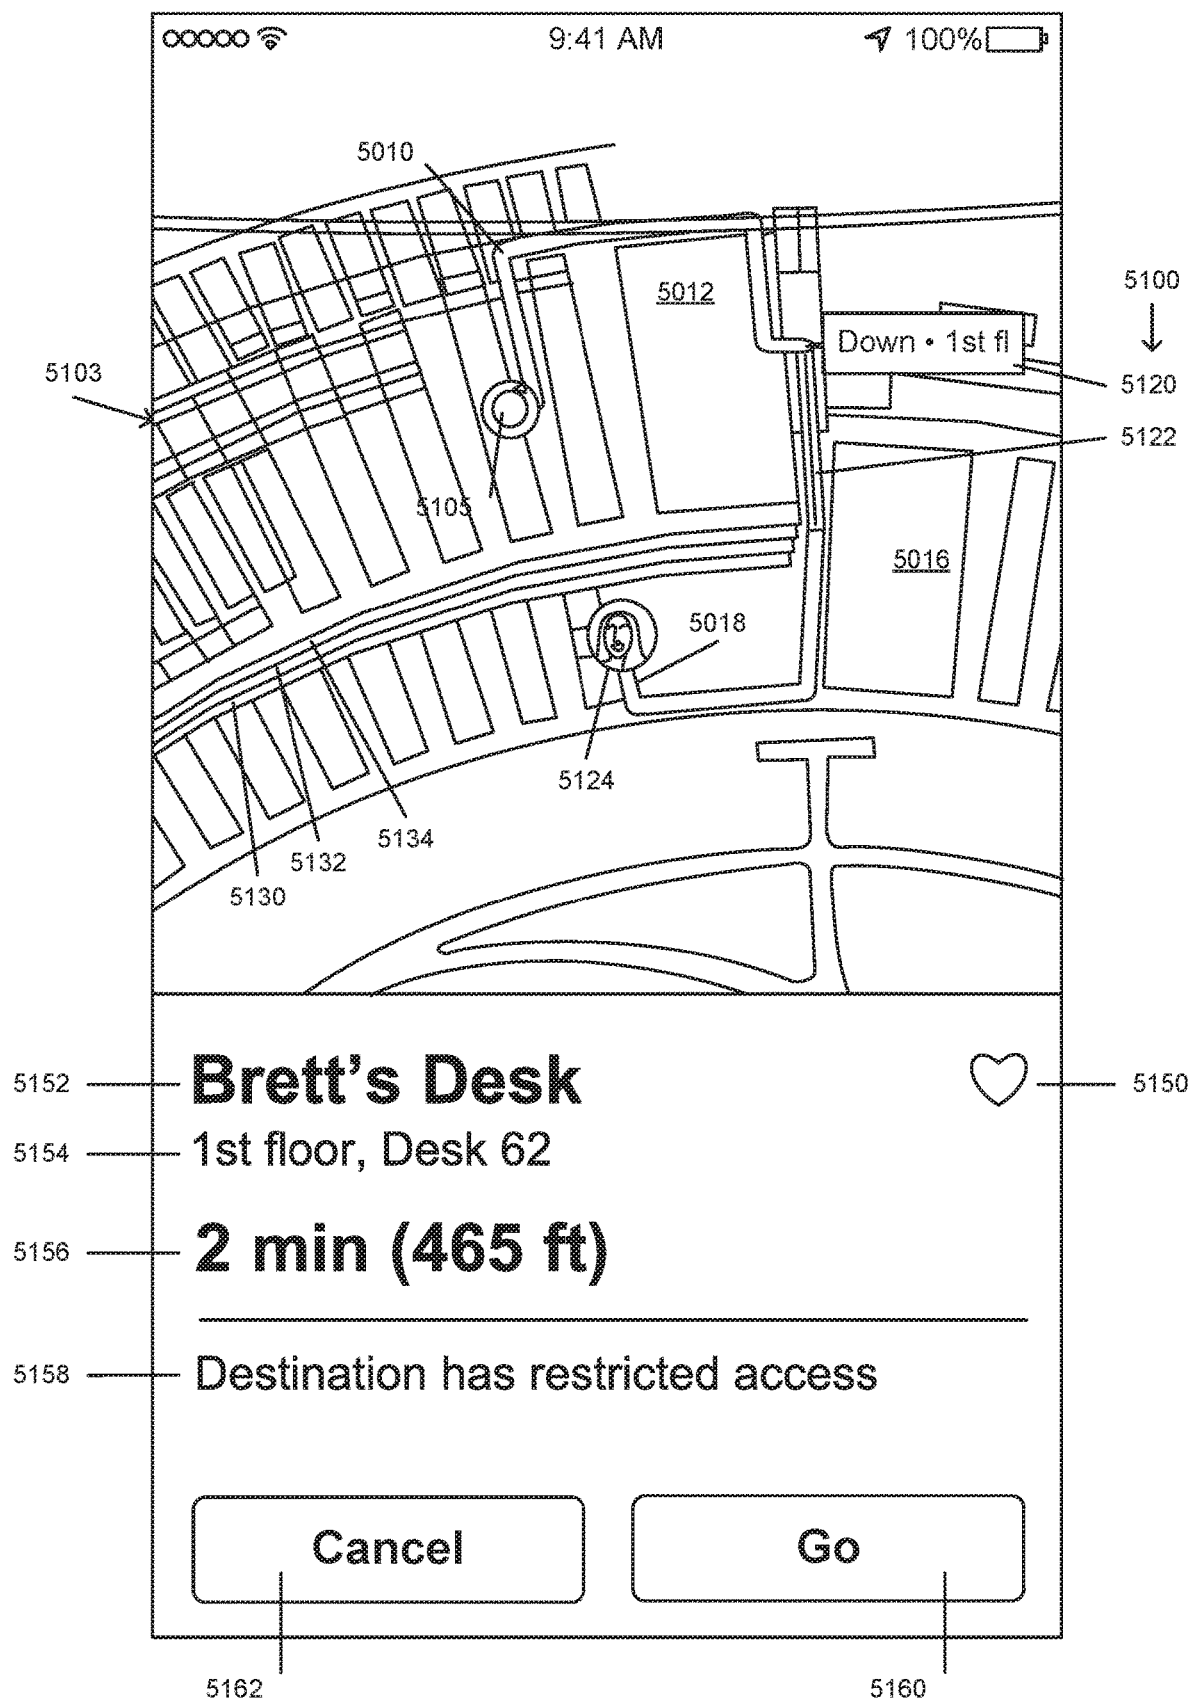 9:41 AM
100%
5010
5012
5100
Down • 1st fl
5103
5120
5122
5105
5016
5018
5124
5134
5132
5130
5152
Brett's Desk
5150
5154
1st floor, Desk 62
5156
2 min (465 ft)
5158
Destination has restricted access
Cancel
Go
5162
5160